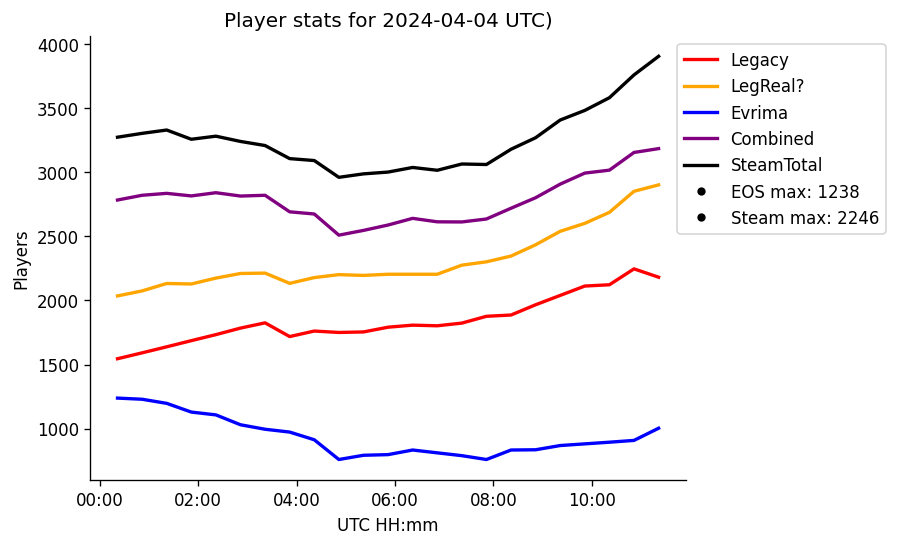 Player stats for 2024-04-04 UTC)
4000
3500
3000
2500
2000
1500
1000
Players
00:00
02:00
04:00
06:00
08:00
10:00
UTC HH:mm
Legacy
LegReal?
Evrima
Combined
SteamTotal
EOS max: 1238
Steam max: 2246